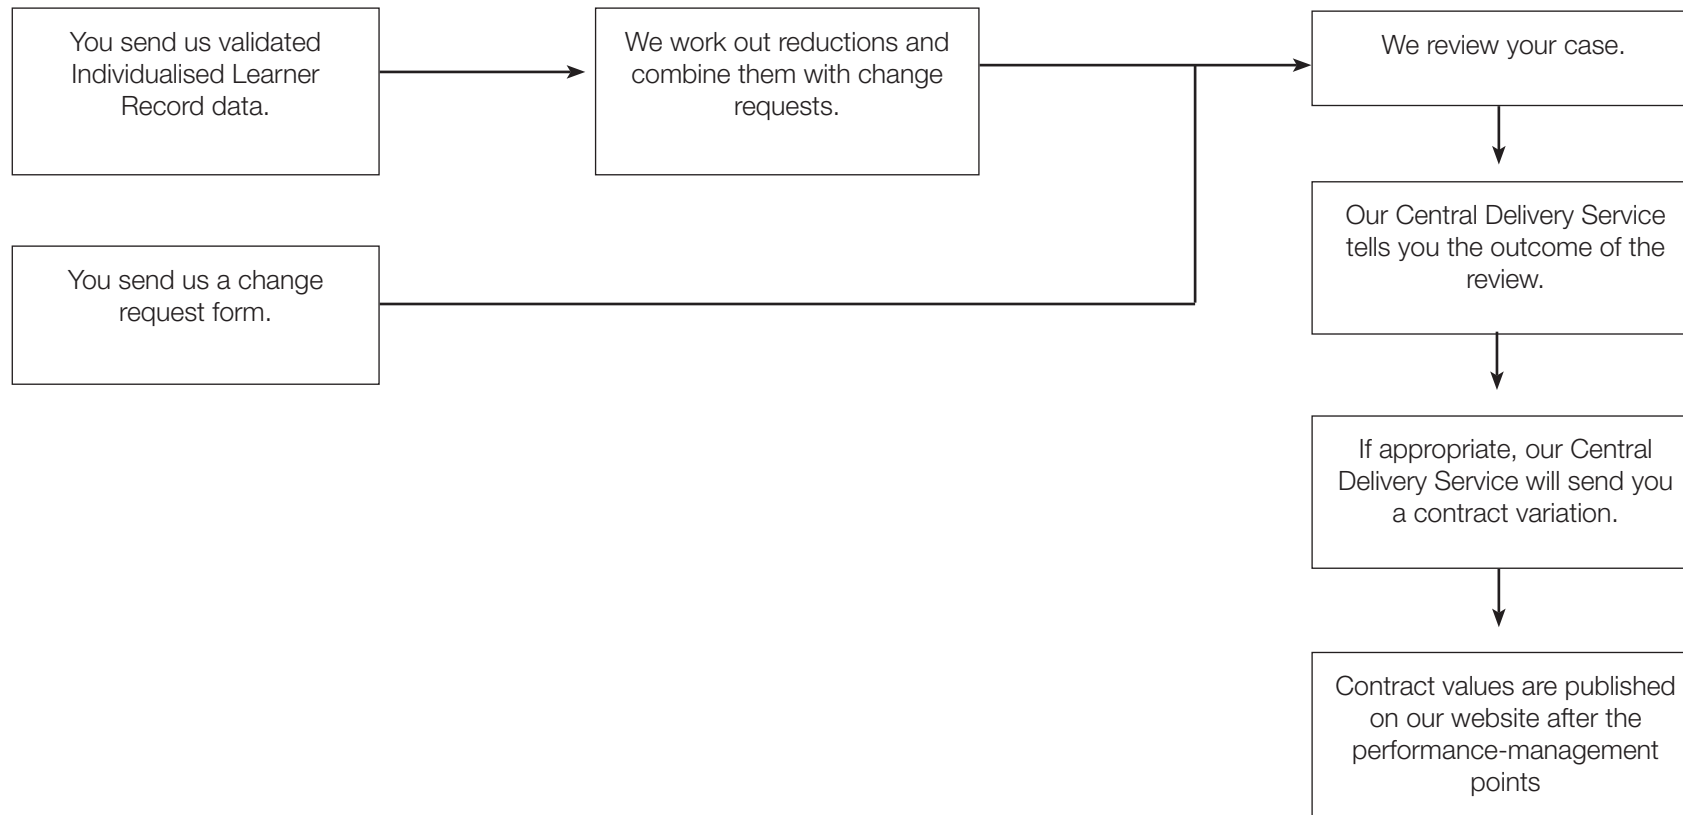 You send us validated
Individualised Learner
Record data.
We work out reductions and
combine them with change
requests.
We review your case.
Our Central Delivery Service
tells you the outcome of the
review.
You send us a change
request form.
If appropriate, our Central
Delivery Service will send you
a contract variation.
Contract values are published
on our website after the
performance-management
points